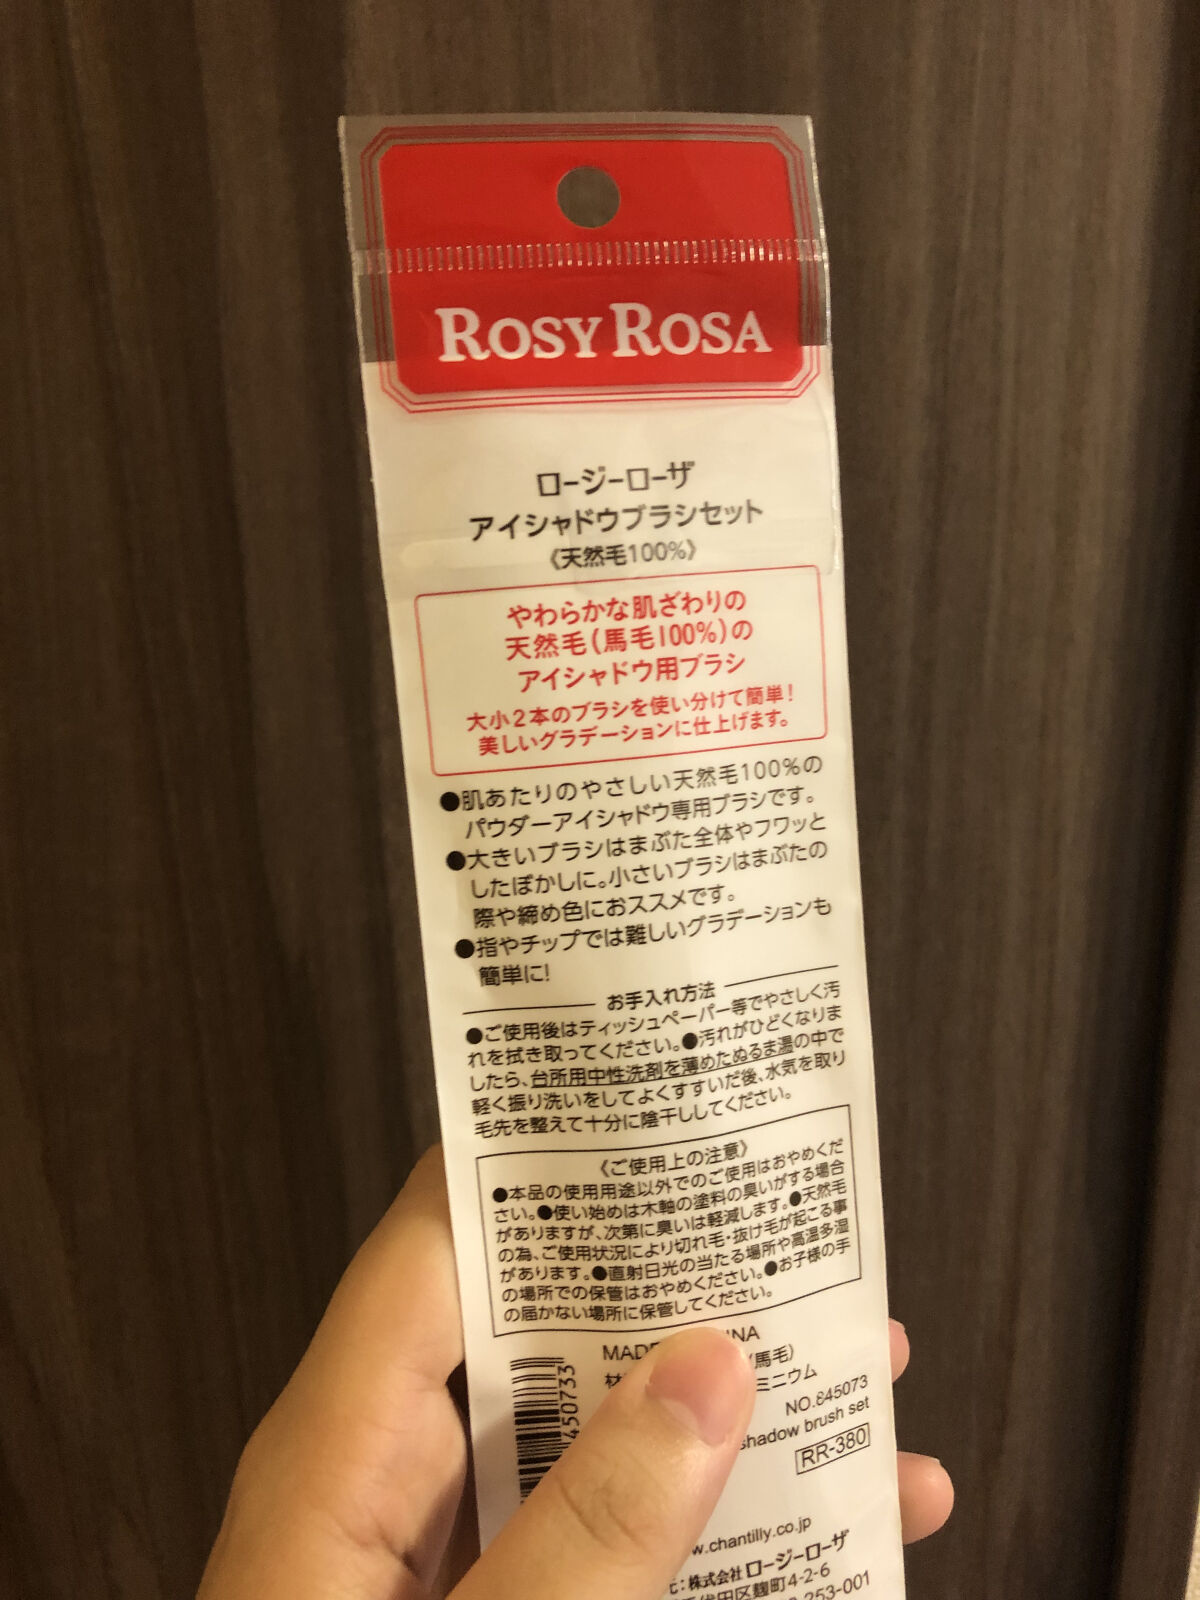 ROSY ROSA
ロージーローザ
アイシャドウブラシセット
《天然毛100%》
やわらかな肌ざわりの
天然毛(馬毛100%)の
アイシャドウ用ブラシ
大小2本のブラシを使い分けて簡単!
美しいグラデーションに仕上げます。
●肌あたりのやさしい天然毛100%の
パウダーアイシャドウ専用ブラシです。
●大きいブラシはまぶた全体やフワッと
したぼかしに。小さいブラシはまぶたの
際や締め色におススメです。
●指やチップでは難しいグラデーションも
簡単に!
お手入れ方法
●ご使用後はティッシュペーパー等でやさしく汚
れを拭き取ってください。●汚れがひどくなりま
したら、台所用中性洗剤を薄めたぬるま湯の中で
軽く振り洗いをしてよくすすいだ後、水気を取り
毛先を整えて十分に陰干ししてください。
《ご使用上の注意》
●本品の使用用途以外でのご使用はおやめくだ
さい。●使い始めは木軸の塗料の臭いがする場合
がありますが、次第に臭いは軽減します。●天然毛
の為、ご使用状況により切れ毛・抜け毛が起こる事
があります。●直射日光の当たる場所や高温多湿
の場所での保管はおやめください。●お子様の手
の届かない場所に保管してください。
MADE
(馬毛)
ミニウム
450733
NO.845073
shadow brush set
RR-380
w.chantilly.co.jp
元:株式会社 ロージーローザ
代田区麹町4-2-6
253-001